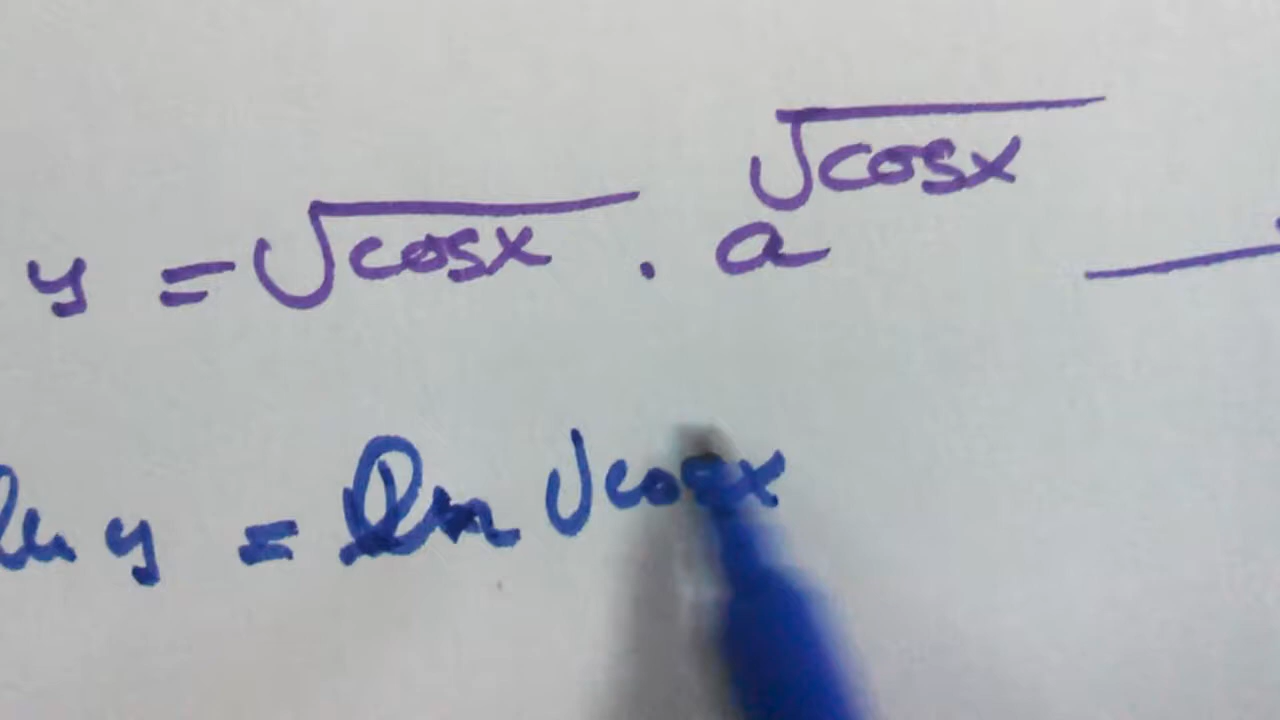 y = √cosx · a^√cosx
ln y = ln √cosx